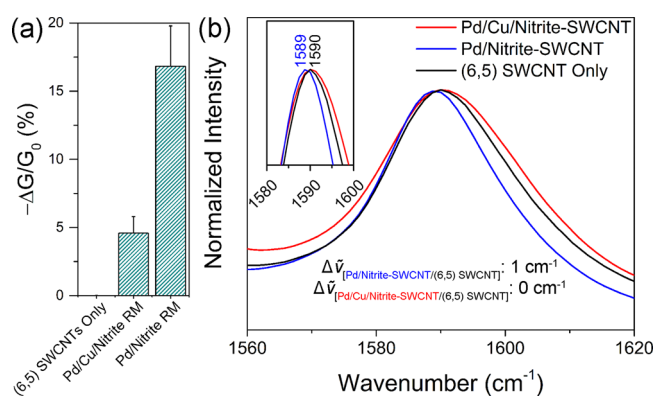 (a)
−ΔG/G₀ (%)
20
15
10
5
0
(6,5) SWCNTs Only
Pd/Cu/Nitrite RM
Pd/Nitrite RM
(b)
Normalized Intensity
1589
1590
1580
1590
1600
Pd/Cu/Nitrite-SWCNT
Pd/Nitrite-SWCNT
(6,5) SWCNT Only
Δṽ[Pd/Nitrite-SWCNT/(6,5) SWCNT]: 1 cm⁻¹
Δṽ[Pd/Cu/Nitrite-SWCNT/(6,5) SWCNT]: 0 cm⁻¹
1560
1580
1600
1620
Wavenumber (cm⁻¹)